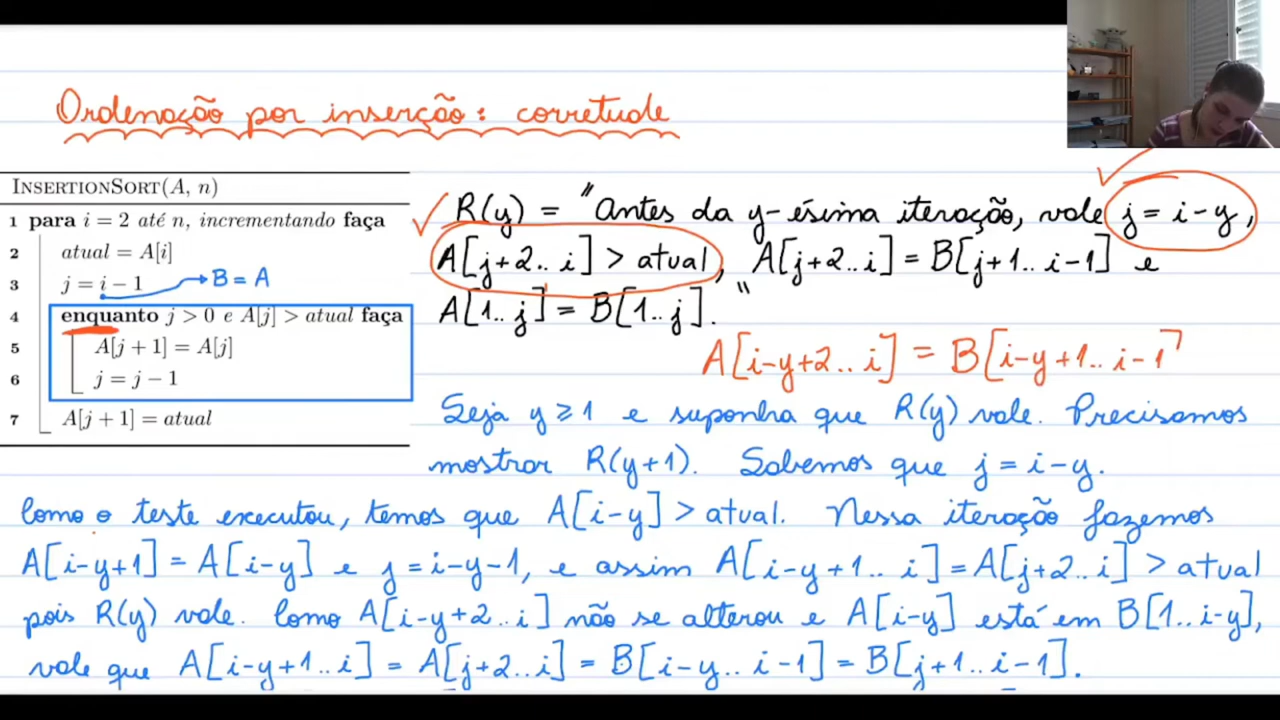 Ordenação por inserção: corretude
INSERTIONSORT(A, n)
1 para i = 2 até n, incrementando faça
2 atual = A[i]
3 j = i − 1 → B = A
4 enquanto j > 0 e A[j] > atual faça
5 A[j + 1] = A[j]
6 j = j − 1
7 A[j + 1] = atual
R(y) = "Antes da y-ésima iteração, vale j = i-y,
A[j+2.. i] > atual, A[j+2..i] = B[j+1.. i-1] e
A[1..j] = B[1..j]."
A[i-y+2.. i] = B[i-y+1.. i-1]
Seja y ≥ 1 e suponha que R(y) vale. Precisamos
mostrar R(y+1). Sabemos que j = i-y.
Como o teste executou, temos que A[i-y] > atual. Nessa iteração fazemos
A[i-y+1] = A[i-y] e j = i-y-1, e assim A[i-y+1.. i] = A[j+2..i] > atual
pois R(y) vale. Como A[i-y+2..i] não se alterou e A[i-y] está em B[1..i-y],
vale que A[i-y+1..i] = A[j+2..i] = B[i-y..i-1] = B[j+1..i-1].